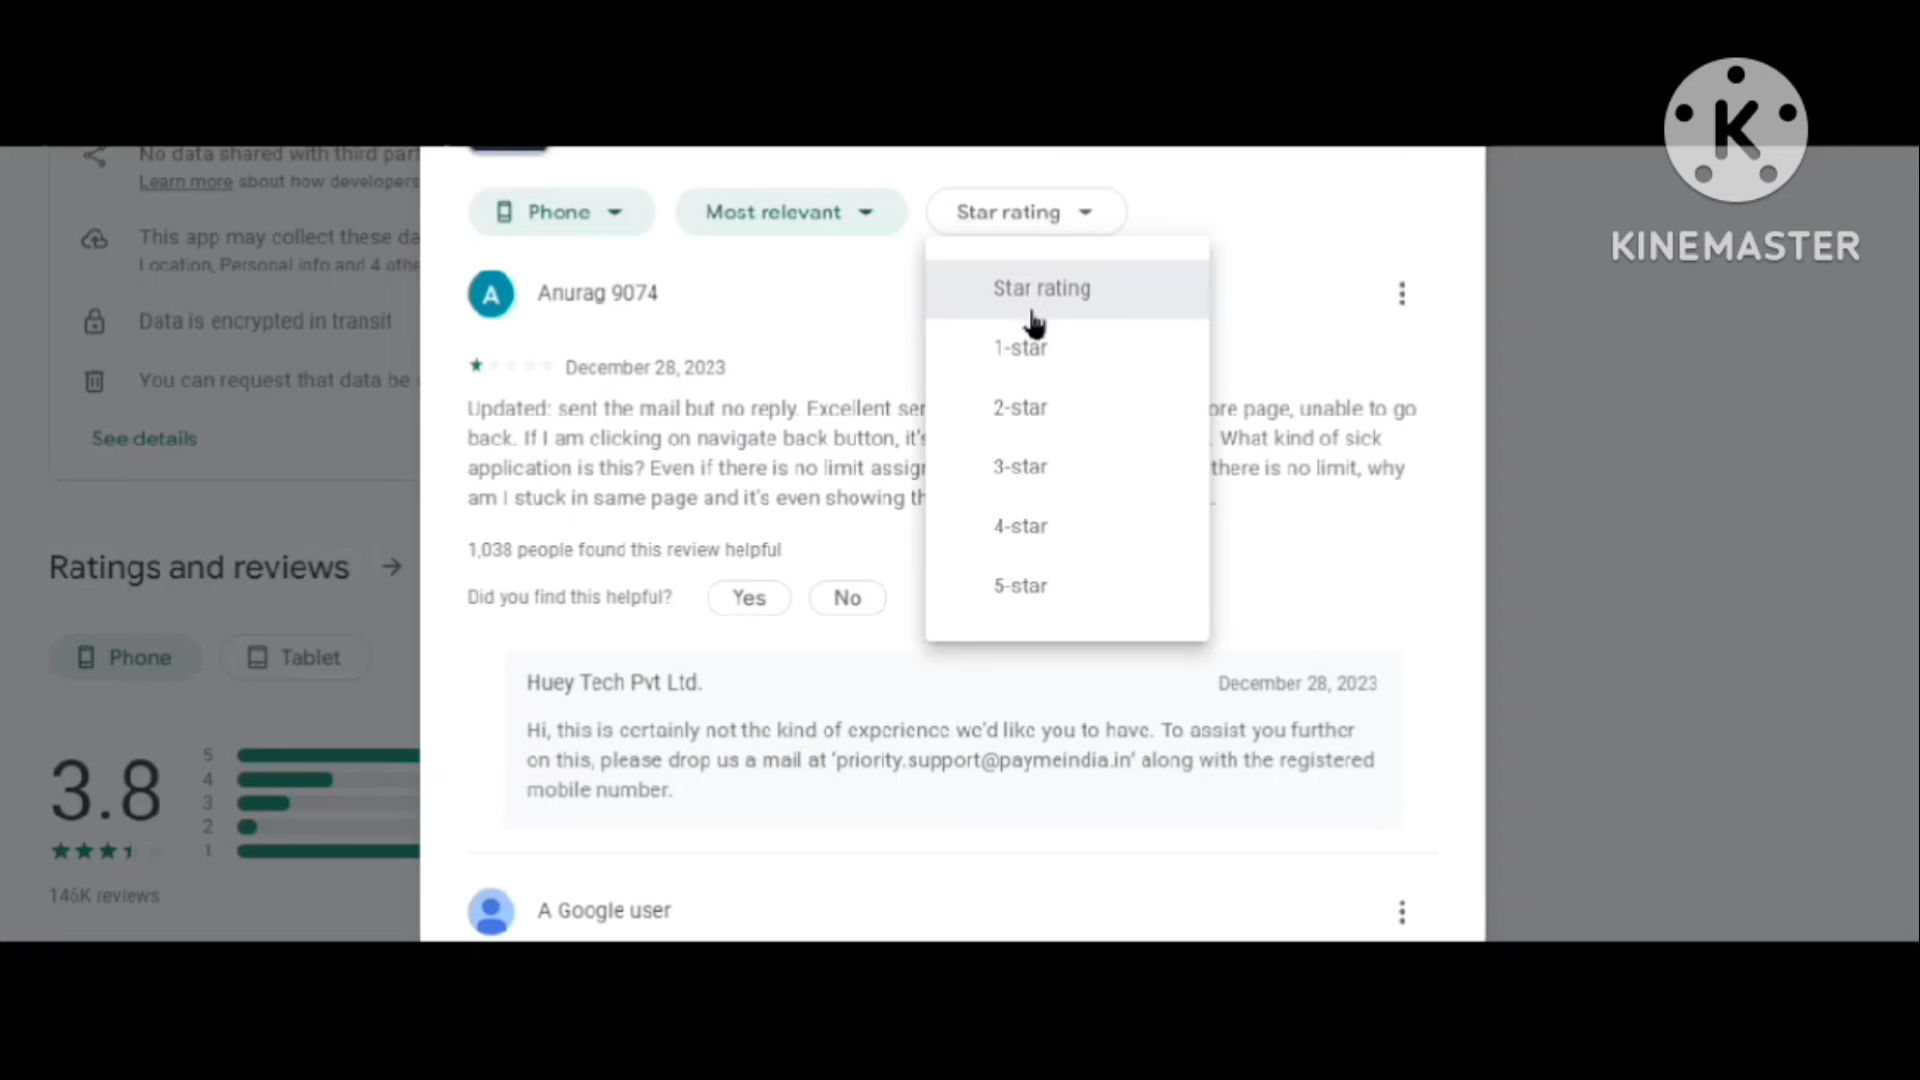 K
KINEMASTER
No data shared with third par
Learn more about how developers
This app may collect these da
Location, Personal info and 4 othe
Data is encrypted in transit
You can request that data be
See details
Ratings and reviews
Phone Tablet
3.8
5
4
3
2
1
146K reviews
Phone Most relevant Star rating
Star rating
1-star
2-star
3-star
4-star
5-star
A Anurag 9074
December 28, 2023
Updated: sent the mail but no reply. Excellent ser ore page, unable to go
back. If I am clicking on navigate back button, it's . What kind of sick
application is this? Even if there is no limit assig there is no limit, why
am I stuck in same page and it's even showing th .
1,038 people found this review helpful
Did you find this helpful? Yes No
Huey Tech Pvt Ltd. December 28, 2023
Hi, this is certainly not the kind of experience we'd like you to have. To assist you further
on this, please drop us a mail at 'priority.support@paymeindia.in' along with the registered
mobile number.
A Google user